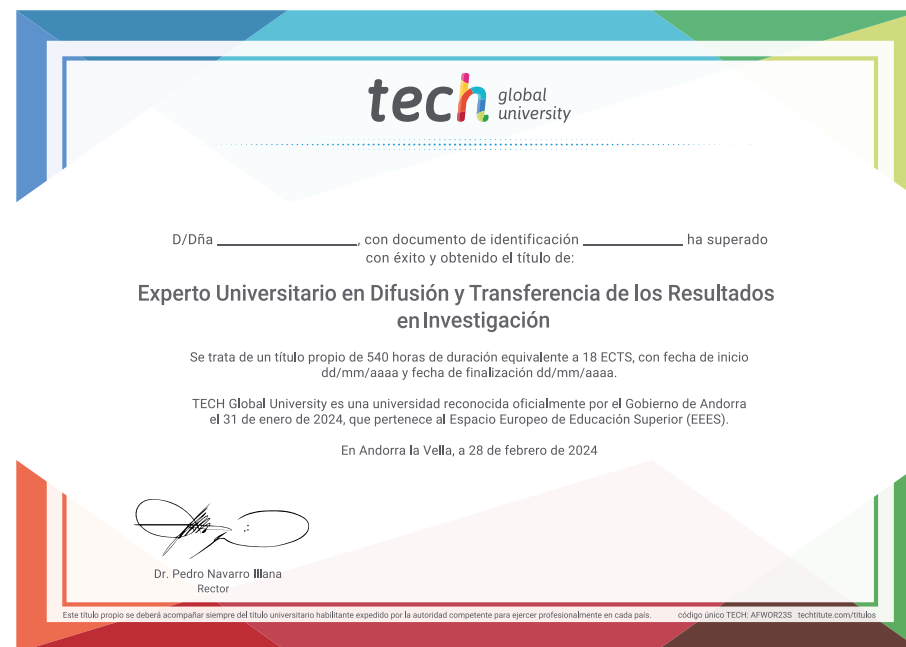 tech global
university
D/Dña ____________________, con documento de identificación ______________ ha superado
con éxito y obtenido el título de:
Experto Universitario en Difusión y Transferencia de los Resultados
en Investigación
Se trata de un título propio de 540 horas de duración equivalente a 18 ECTS, con fecha de inicio
dd/mm/aaaa y fecha de finalización dd/mm/aaaa.
TECH Global University es una universidad reconocida oficialmente por el Gobierno de Andorra
el 31 de enero de 2024, que pertenece al Espacio Europeo de Educación Superior (EEES).
En Andorra la Vella, a 28 de febrero de 2024
Dr. Pedro Navarro Illana
Rector
Este título propio se deberá acompañar siempre del título universitario habilitante expedido por la autoridad competente para ejercer profesionalmente en cada país. código único TECH: AFWOR23S techtitute.com/titulos